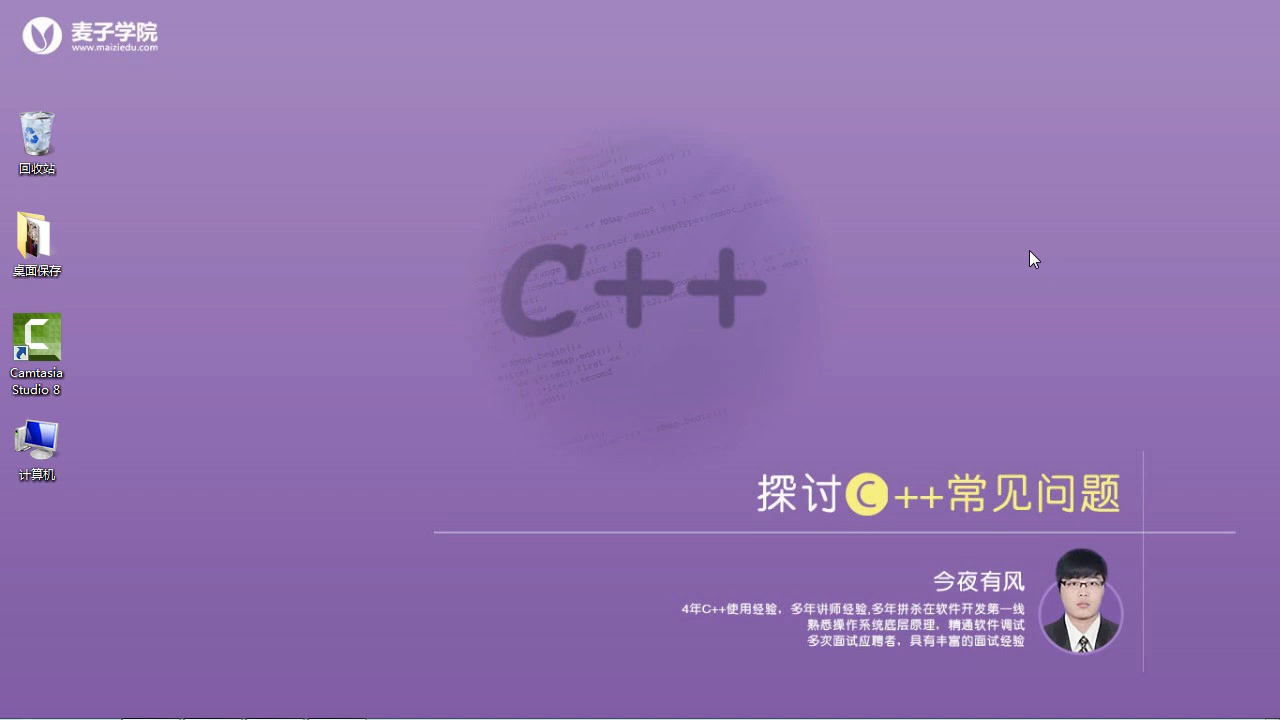 麦子学院
www.maiziedu.com
回收站
桌面保存
Camtasia
Studio 8
计算机
C++
探讨C++常见问题
今夜有风
4年C++使用经验，多年讲师经验,多年拼杀在软件开发第一线
熟悉操作系统底层原理，精通软件调试
多次面试应聘者，具有丰富的面试经验